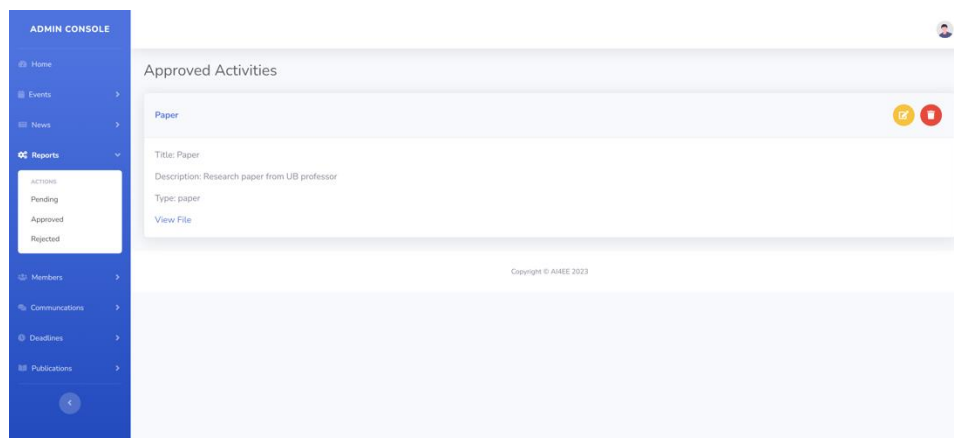 ADMIN CONSOLE
Home
Events
News
Reports
ACTIONS
Pending
Approved
Rejected
Members
Communcations
Deadlines
Publications
Approved Activities
Paper
Title: Paper
Description: Research paper from UB professor
Type: paper
View File
Copyright © AI4EE 2023